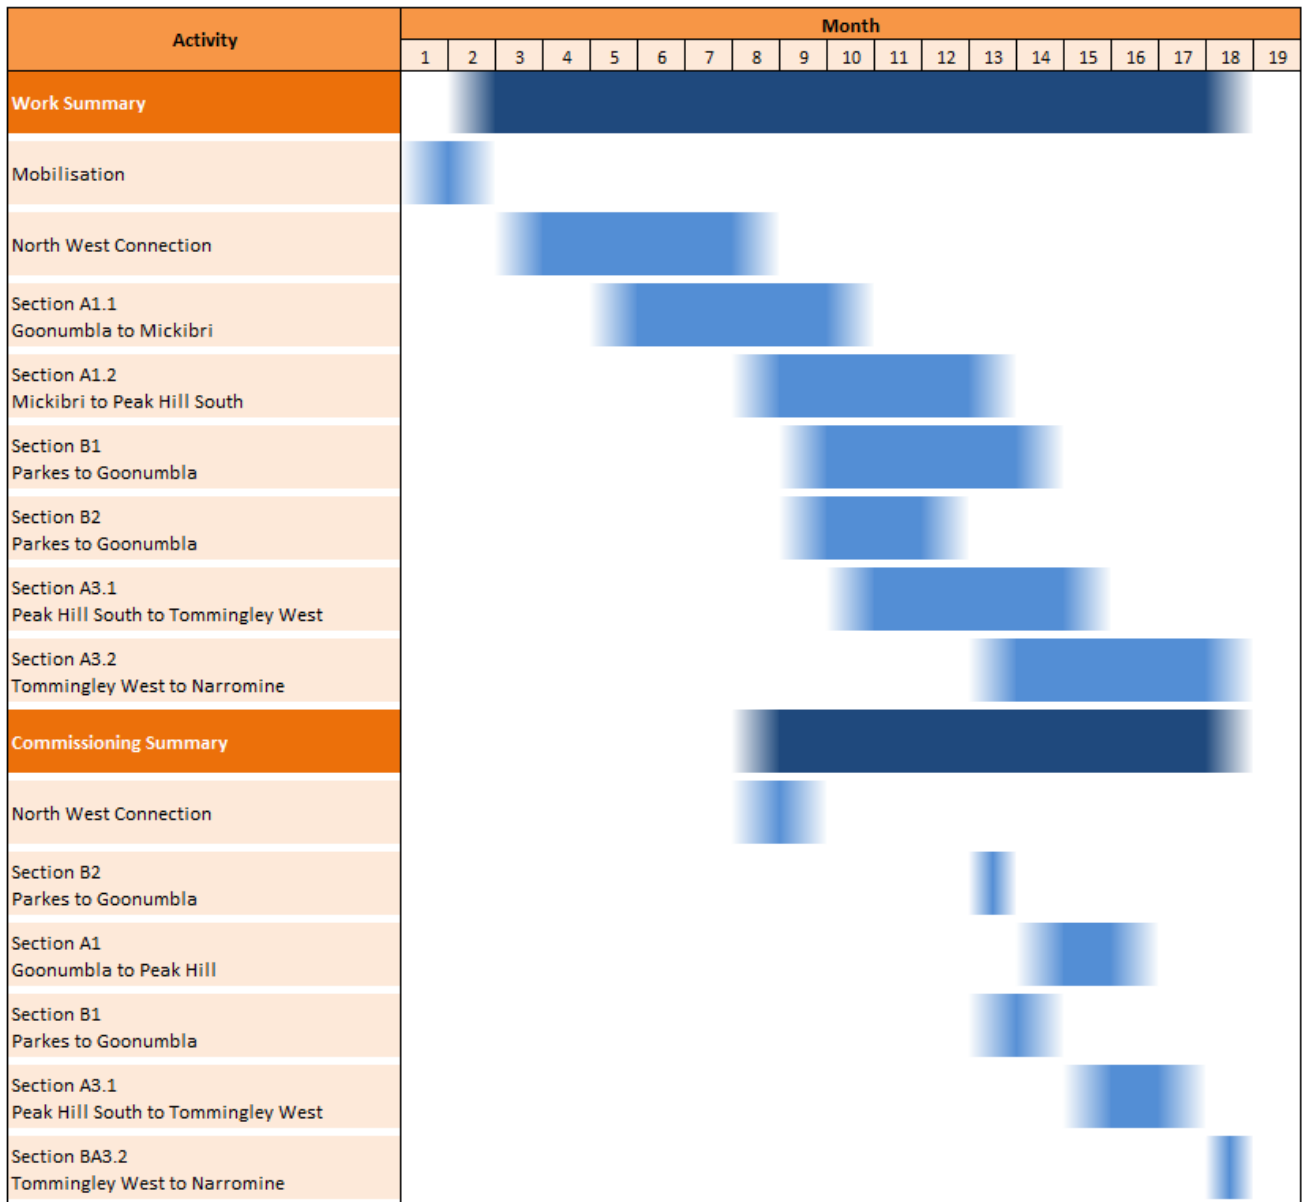 Activity
Month
1 2 3 4 5 6 7 8 9 10 11 12 13 14 15 16 17 18 19
Work Summary
Mobilisation
North West Connection
Section A1.1
Goonumbla to Mickibri
Section A1.2
Mickibri to Peak Hill South
Section B1
Parkes to Goonumbla
Section B2
Parkes to Goonumbla
Section A3.1
Peak Hill South to Tommingley West
Section A3.2
Tommingley West to Narromine
Commissioning Summary
North West Connection
Section B2
Parkes to Goonumbla
Section A1
Goonumbla to Peak Hill
Section B1
Parkes to Goonumbla
Section A3.1
Peak Hill South to Tommingley West
Section BA3.2
Tommingley West to Narromine